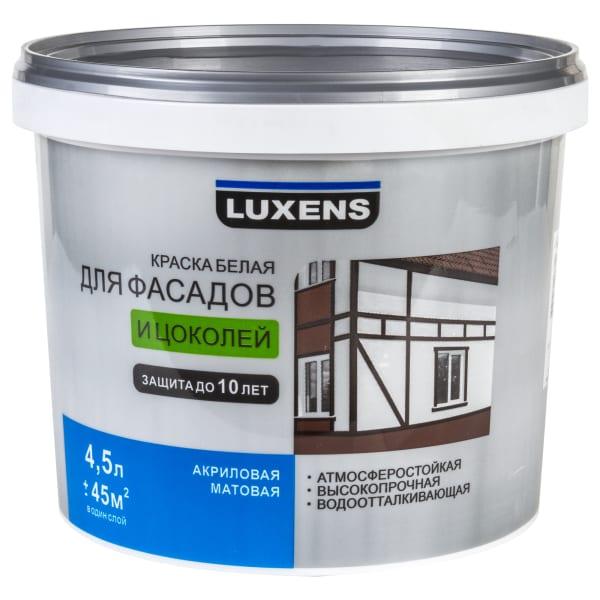 LUXENS
КРАСКА БЕЛАЯ
ДЛЯ ФАСАДОВ
И ЦОКОЛЕЙ
ЗАЩИТА ДО 10 ЛЕТ
4,5л
± 45м²
в один слой
АКРИЛОВАЯ
МАТОВАЯ
• АТМОСФЕРОСТОЙКАЯ
• ВЫСОКОПРОЧНАЯ
• ВОДООТТАЛКИВАЮЩАЯ